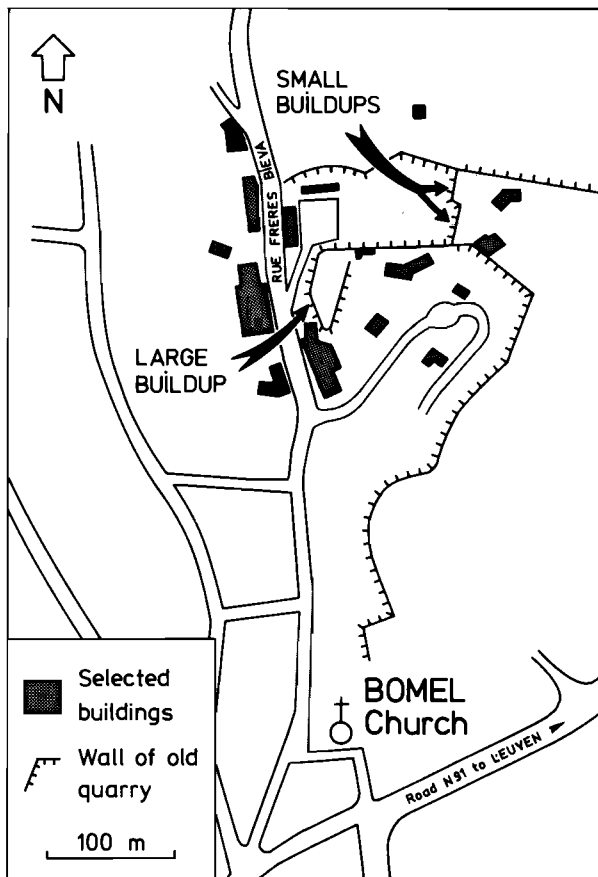 SMALL
BUILDUPS
N
RUE FRERES BIEVA
LARGE
BUILDUP
BOMEL
Church
Road N91 to L'EUVEN
Selected
buildings
Wall of old
quarry
100 m